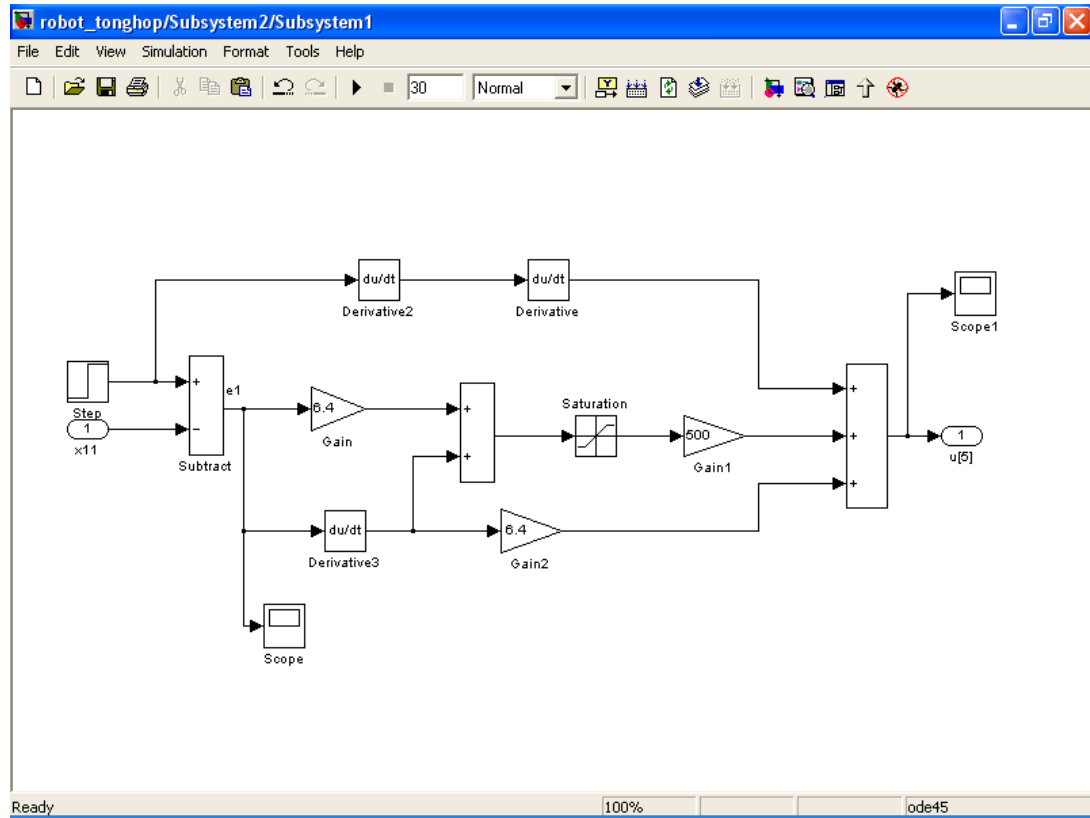 robot_tonghop/Subsystem2/Subsystem1
File Edit View Simulation Format Tools Help
30 Normal
du/dt
Derivative2
du/dt
Derivative
Scope1
Step
1
x11
+
−
Subtract
e1
6.4
Gain
+
+
Saturation
500
Gain1
+
+
+
1
u[5]
du/dt
Derivative3
6.4
Gain2
Scope
Ready 100% ode45